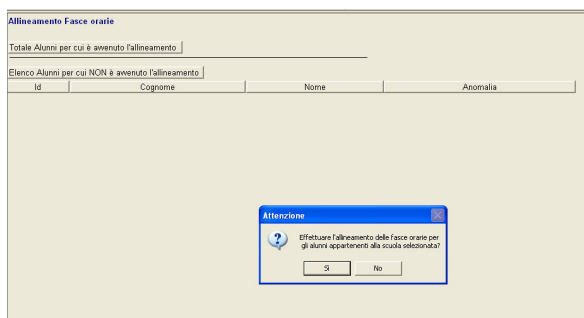 Allineamento Fasce orarie
Totale Alunni per cui è avvenuto l'allineamento
Elenco Alunni per cui NON è avvenuto l'allineamento
Id Cognome Nome Anomalia
Attenzione
Effettuare l'allineamento delle fasce orarie per
gli alunni appartenenti alla scuola selezionata?
Sì No